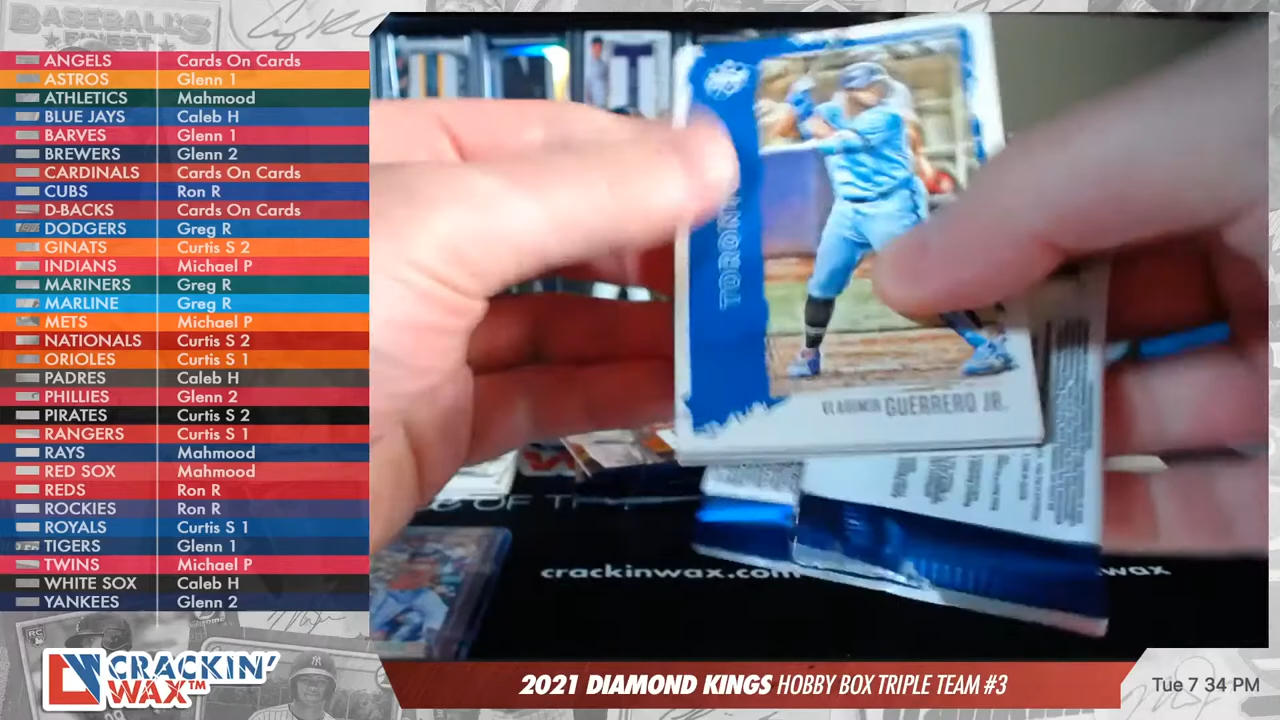 BASEBALL'S
FINEST
ANGELS Cards On Cards
ASTROS Glenn 1
ATHLETICS Mahmood
BLUE JAYS Caleb H
BARVES Glenn 1
BREWERS Glenn 2
CARDINALS Cards On Cards
CUBS Ron R
D-BACKS Cards On Cards
DODGERS Greg R
GINATS Curtis S 2
INDIANS Michael P
MARINERS Greg R
MARLINE Greg R
METS Michael P
NATIONALS Curtis S 2
ORIOLES Curtis S 1
PADRES Caleb H
PHILLIES Glenn 2
PIRATES Curtis S 2
RANGERS Curtis S 1
RAYS Mahmood
RED SOX Mahmood
REDS Ron R
ROCKIES Ron R
ROYALS Curtis S 1
TIGERS Glenn 1
TWINS Michael P
WHITE SOX Caleb H
YANKEES Glenn 2
RC
CRACKIN'
WAX™
VLADIMIR GUERRERO JR.
OF
crackinwax.com
wax
2021 DIAMOND KINGS HOBBY BOX TRIPLE TEAM #3
Tue 7 34 PM